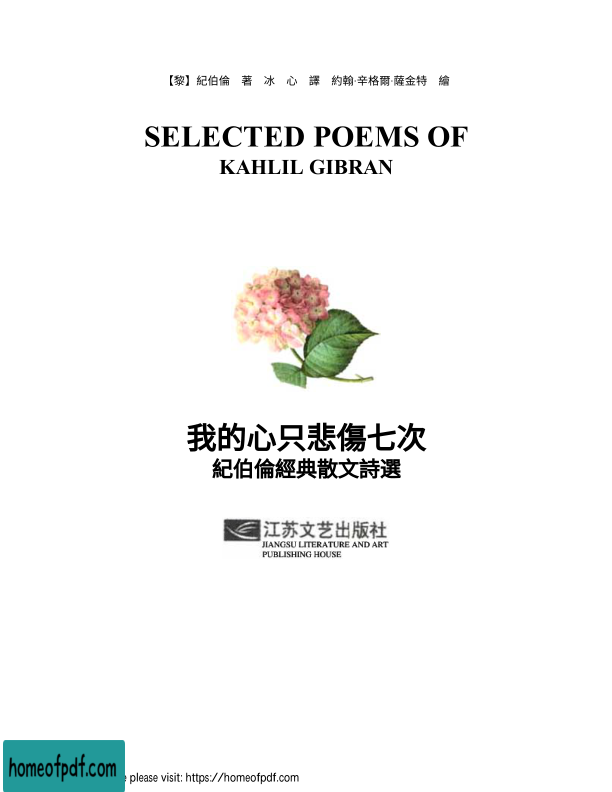 【黎】紀伯倫 著 冰 心 譯 約翰·辛格爾·薩金特 繪
SELECTED POEMS OF
KAHLIL GIBRAN
我的心只悲傷七次
紀伯倫經典散文詩選
江苏文艺出版社
JIANGSU LITERATURE AND ART
PUBLISHING HOUSE
homeofpdf.com
please visit: https://homeofpdf.com